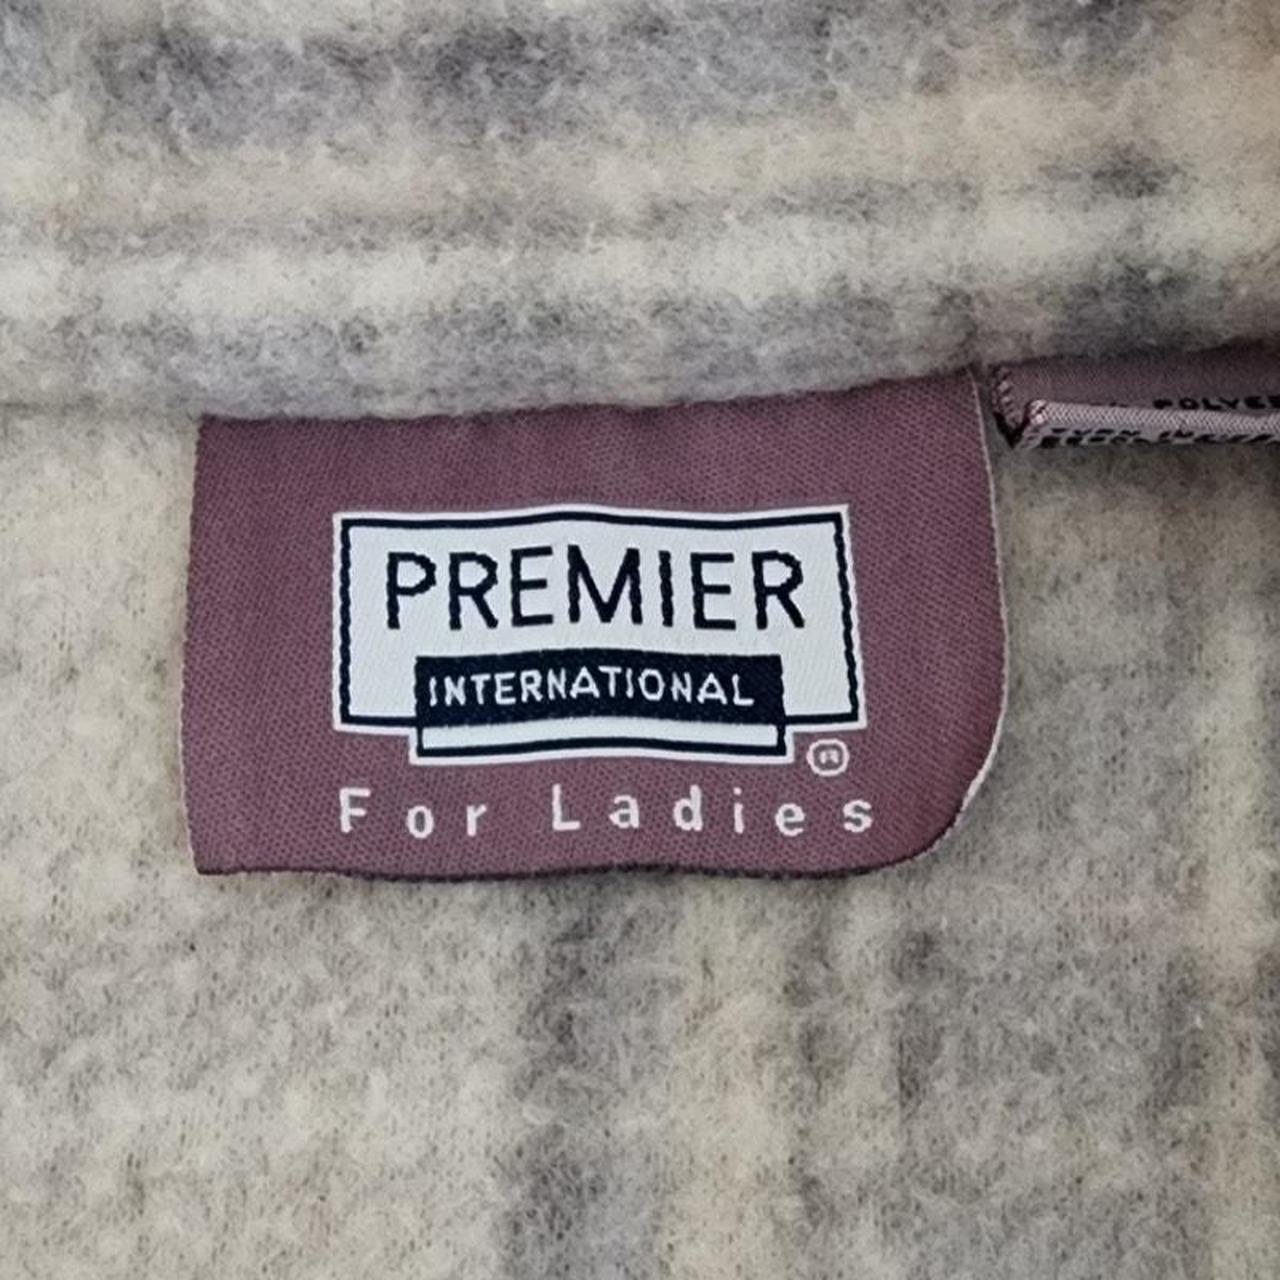 PREMIER
INTERNATIONAL
®
For Ladies